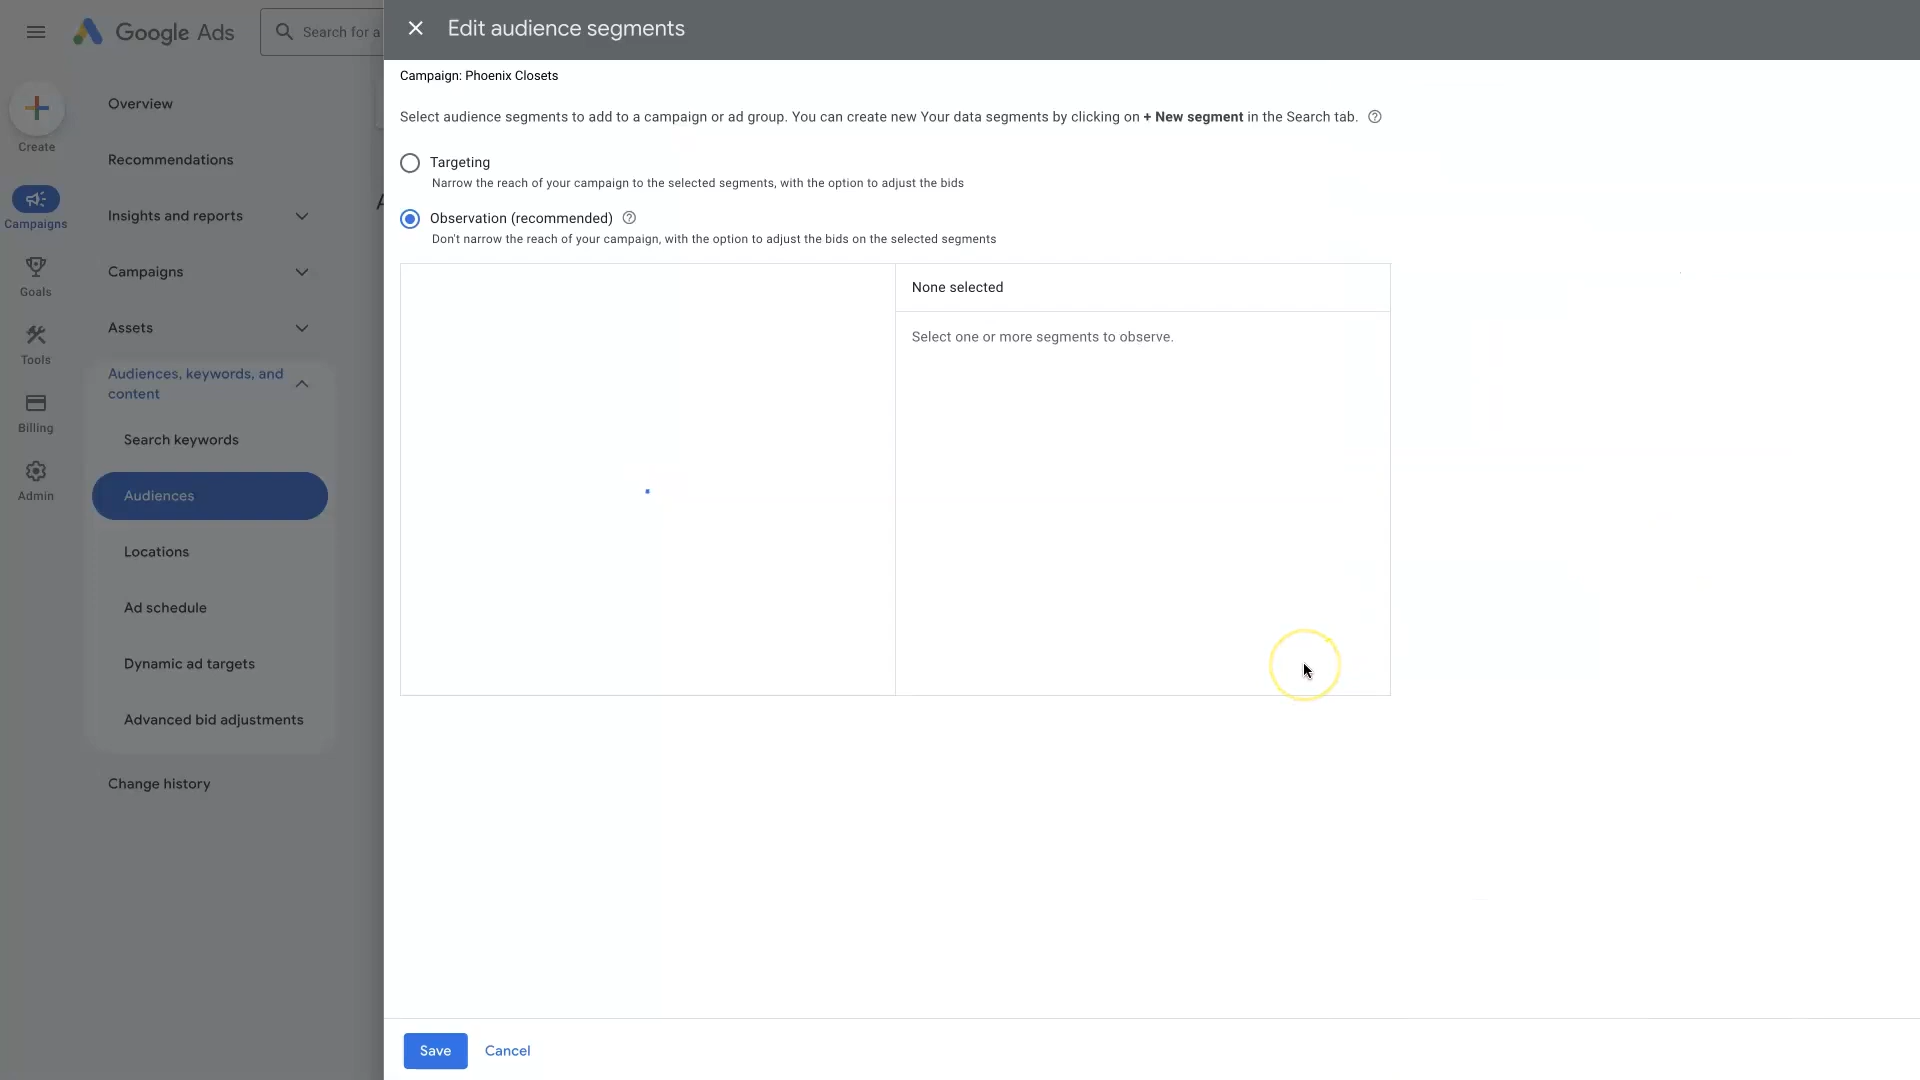 Google Ads
Search for a
Edit audience segments
Campaign: Phoenix Closets
Select audience segments to add to a campaign or ad group. You can create new Your data segments by clicking on + New segment in the Search tab.
Targeting
Narrow the reach of your campaign to the selected segments, with the option to adjust the bids
Observation (recommended)
Don't narrow the reach of your campaign, with the option to adjust the bids on the selected segments
None selected
Select one or more segments to observe.
Create
Campaigns
Goals
Tools
Billing
Admin
Overview
Recommendations
Insights and reports
Campaigns
Assets
Audiences, keywords, and
content
Search keywords
Audiences
Locations
Ad schedule
Dynamic ad targets
Advanced bid adjustments
Change history
Save
Cancel